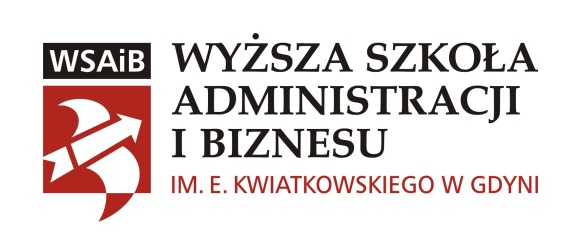 WSAiB
WYŻSZA SZKOŁA
ADMINISTRACJI
I BIZNESU
IM. E. KWIATKOWSKIEGO W GDYNI